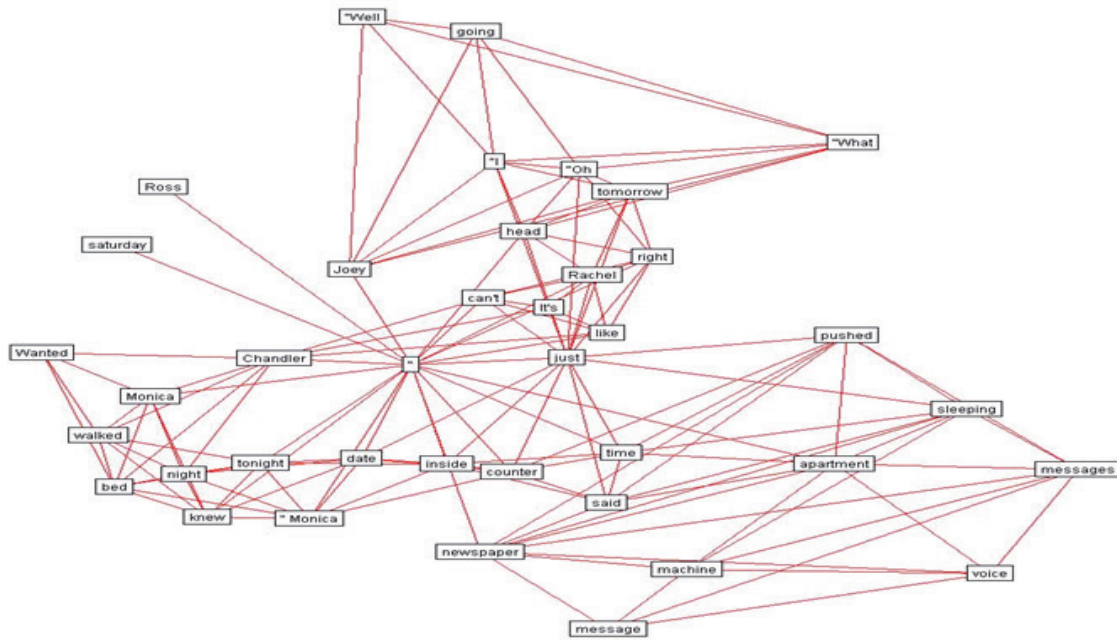 "Well
going
"What
"I
"Oh
Ross
tomorrow
head
saturday
right
Joey
Rachel
can't
It's
like
pushed
Wanted
Chandler
"
just
Monica
sleeping
walked
time
date
tonight
inside
apartment
messages
night
counter
bed
said
knew
" Monica
newspaper
machine
voice
message